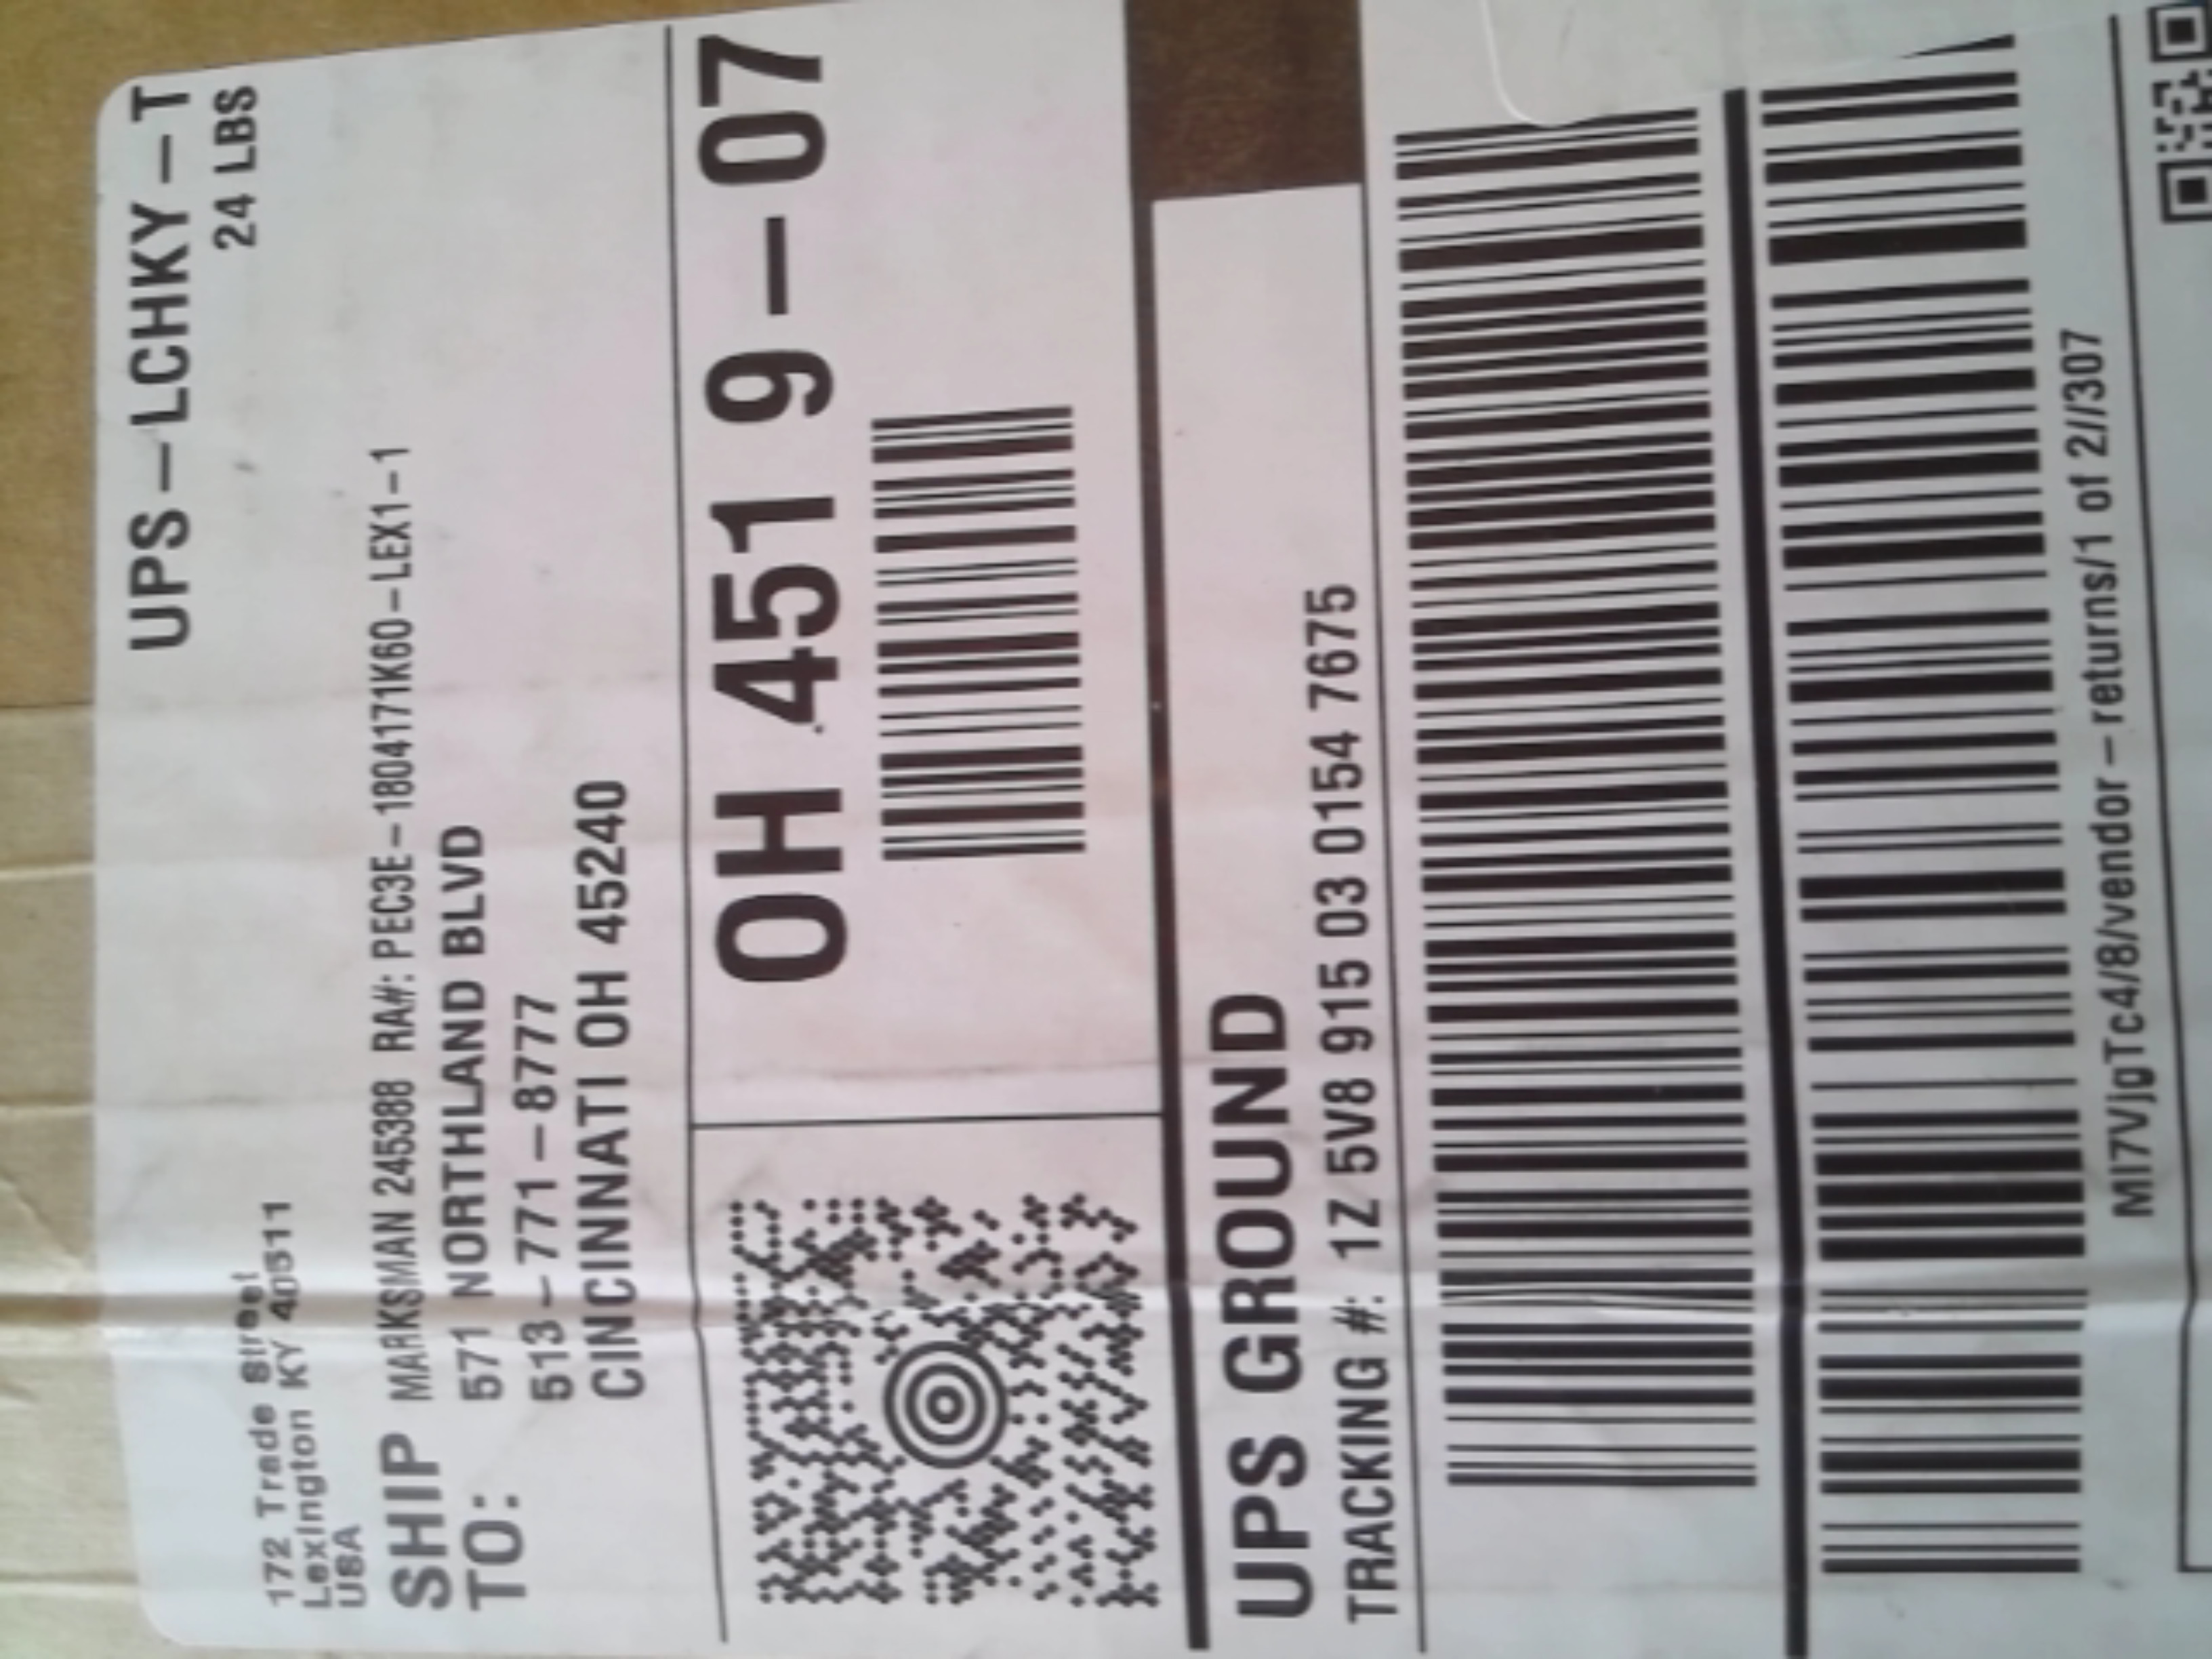 UPS-LCHKY-T
24 LBS
172 Trade Street
Lexington KY 40511
USA
SHIP TO:
MARKSMAN 245388 RA#: PEC3E-1804171K60-LEX1-1
571 NORTHLAND BLVD
513-771-8777
CINCINNATI OH 45240
OH 451 9-07
UPS GROUND
TRACKING #: 1Z 5V8 915 03 0154 7675
MI7VjgTc4/8/vendor-returns/1 of 2//307